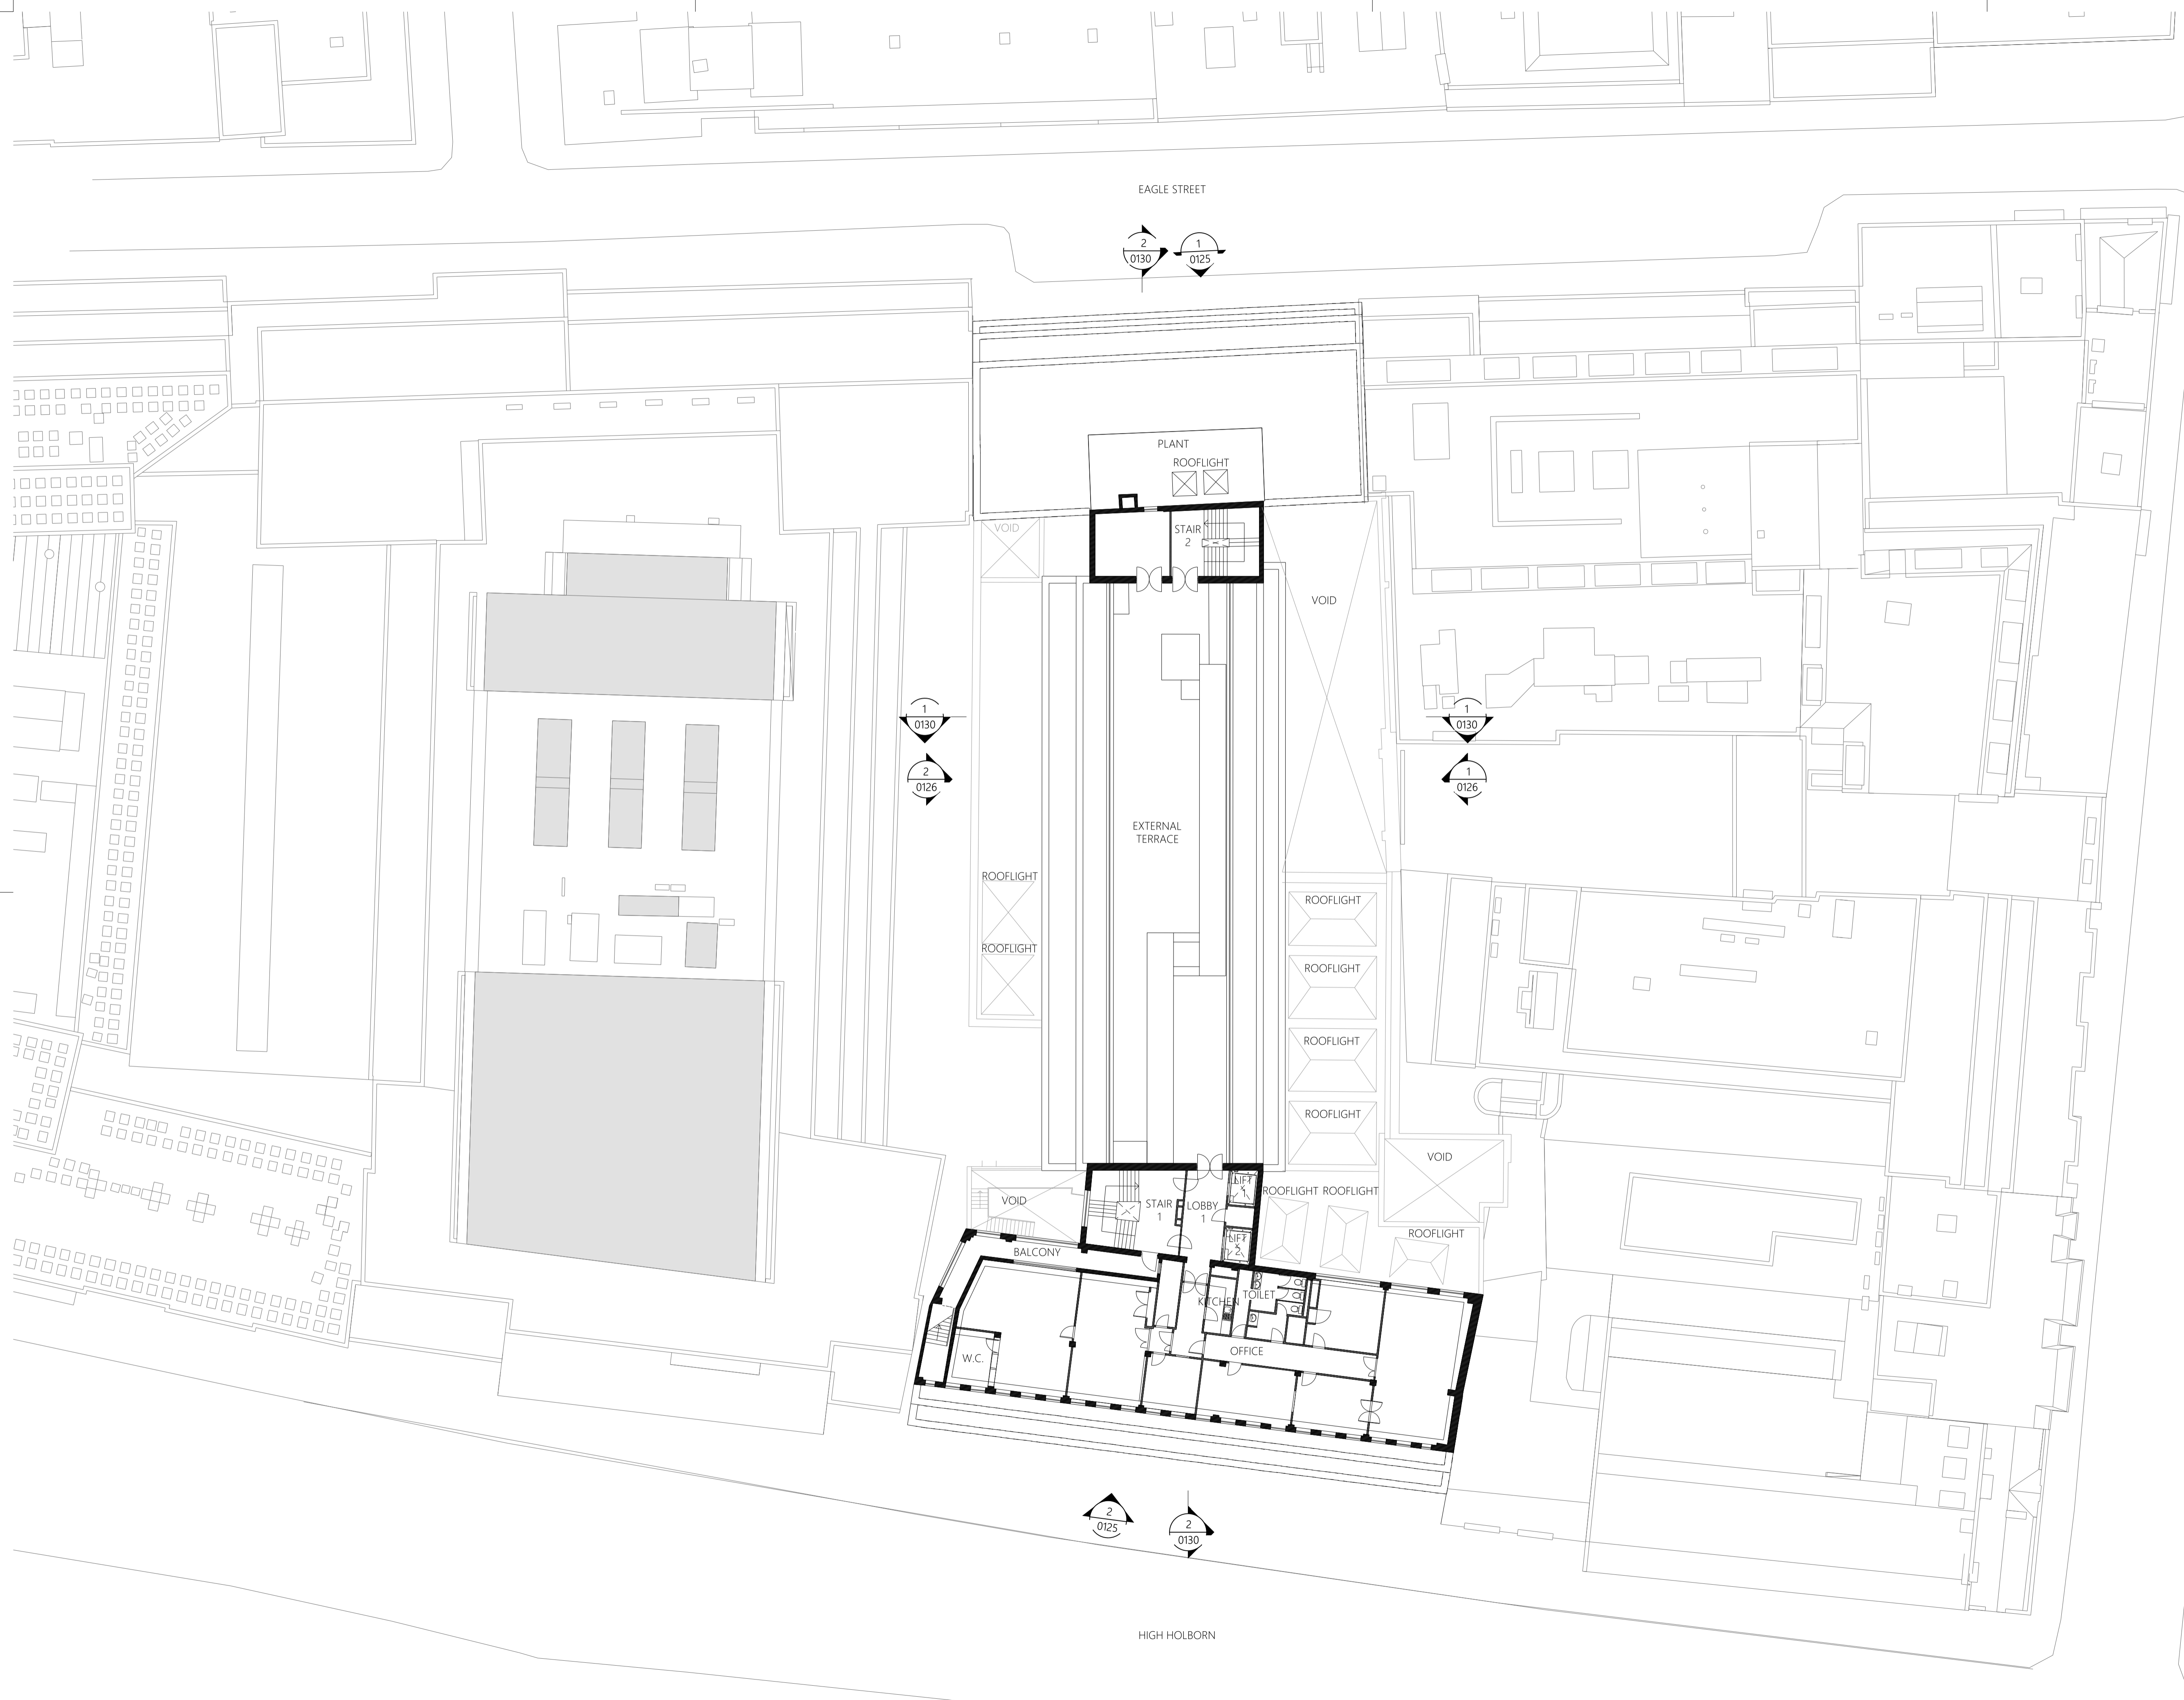 EAGLE STREET
2
0130
1
0125
PLANT
ROOFLIGHT
VOID
STAIR
2
VOID
1
0130
1
0130
2
0126
1
0126
EXTERNAL
TERRACE
ROOFLIGHT
ROOFLIGHT
ROOFLIGHT
ROOFLIGHT
ROOFLIGHT
ROOFLIGHT
VOID
LIFT
1
ROOFLIGHT
ROOFLIGHT
VOID
STAIR
1
LOBBY
1
ROOFLIGHT
LIFT
2
BALCONY
TOILET
KITCHEN
OFFICE
W.C.
2
0125
2
0130
HIGH HOLBORN